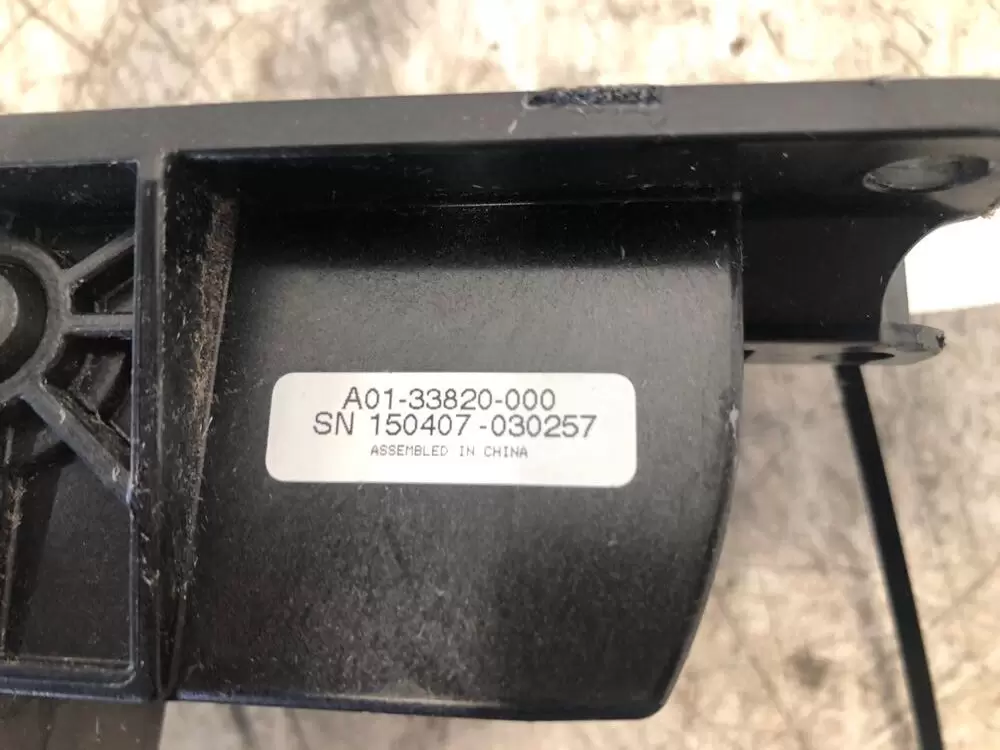 A01-33820-000
SN 150407-030257
ASSEMBLED IN CHINA